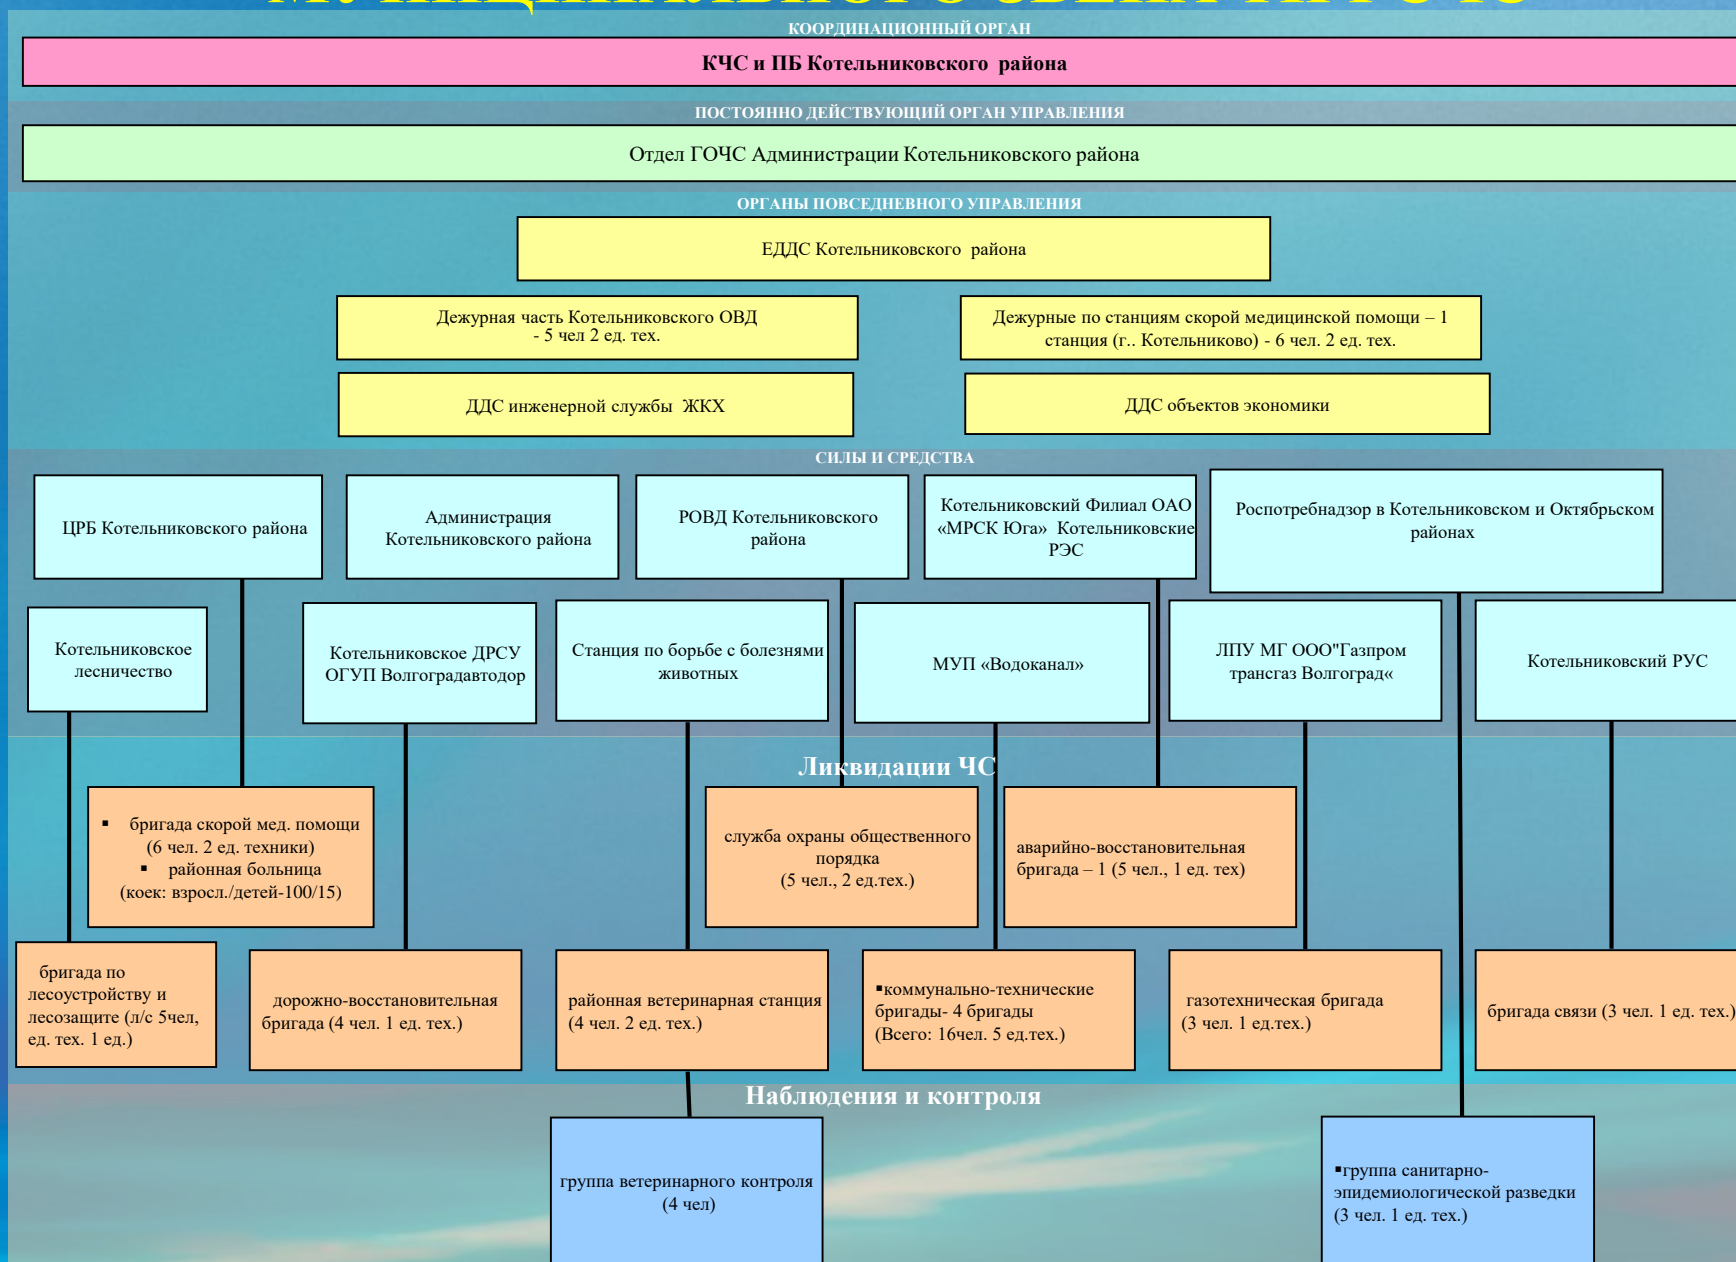 КООРДИНАЦИОННЫЙ ОРГАН
КЧС и ПБ Котельниковского района
ПОСТОЯННО ДЕЙСТВУЮЩИЙ ОРГАН УПРАВЛЕНИЯ
Отдел ГОЧС Администрации Котельниковского района
ОРГАНЫ ПОВСЕДНЕВНОГО УПРАВЛЕНИЯ
ЕДДС Котельниковского района
Дежурная часть Котельниковского ОВД
- 5 чел 2 ед. тех.
Дежурные по станциям скорой медицинской помощи – 1
станция (г.. Котельниково) - 6 чел. 2 ед. тех.
ДДС инженерной службы ЖКХ
ДДС объектов экономики
СИЛЫ И СРЕДСТВА
ЦРБ Котельниковского района
Администрация
Котельниковского района
РОВД Котельниковского
района
Котельниковский Филиал ОАО
«МРСК Юга» Котельниковские
РЭС
Роспотребнадзор в Котельниковском и Октябрьском
районах
Котельниковское
лесничество
Котельниковское ДРСУ
ОГУП Волгоградавтодор
Станция по борьбе с болезнями
животных
МУП «Водоканал»
ЛПУ МГ ООО"Газпром
трансгаз Волгоград«
Котельниковский РУС
Ликвидации ЧС
▪ бригада скорой мед. помощи
(6 чел. 2 ед. техники)
▪ районная больница
(коек: взросл./детей-100/15)
служба охраны общественного
порядка
(5 чел., 2 ед.тех.)
аварийно-восстановительная
бригада – 1 (5 чел., 1 ед. тех)
бригада по
лесоустройству и
лесозащите (л/с 5чел,
ед. тех. 1 ед.)
дорожно-восстановительная
бригада (4 чел. 1 ед. тех.)
районная ветеринарная станция
(4 чел. 2 ед. тех.)
▪коммунально-технические
бригады- 4 бригады
(Всего: 16чел. 5 ед.тех.)
газотехническая бригада
(3 чел. 1 ед.тех.)
бригада связи (3 чел. 1 ед. тех.)
Наблюдения и контроля
группа ветеринарного контроля
(4 чел)
▪группа санитарно-
эпидемиологической разведки
(3 чел. 1 ед. тех.)